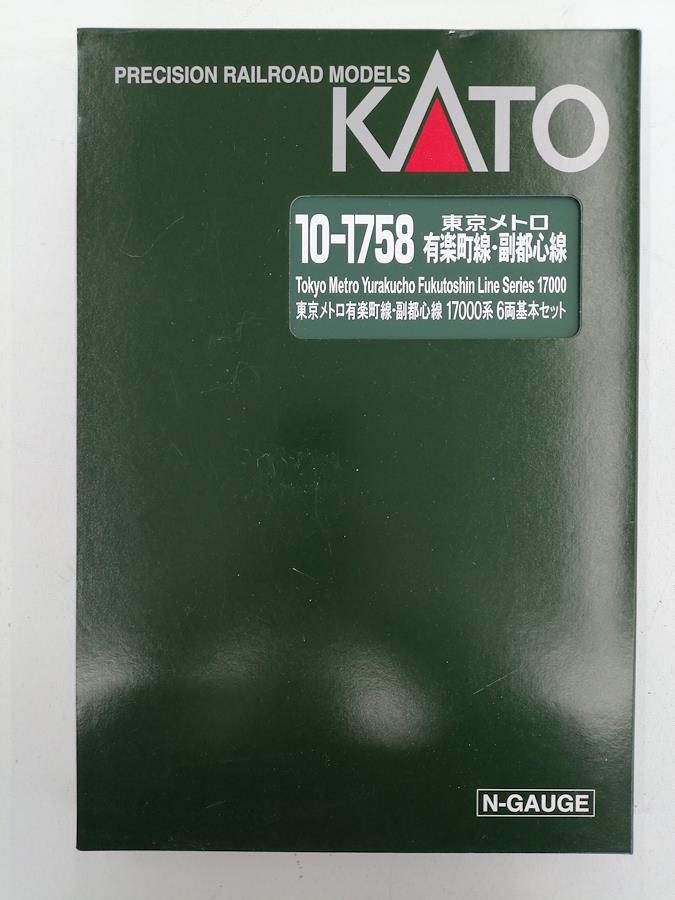 PRECISION RAILROAD MODELS
KATO
10-1758
東京メトロ
有楽町線・副都心線
Tokyo Metro Yurakucho Fukutoshin Line Series 17000
東京メトロ有楽町線・副都心線 17000系 6両基本セット
N-GAUGE